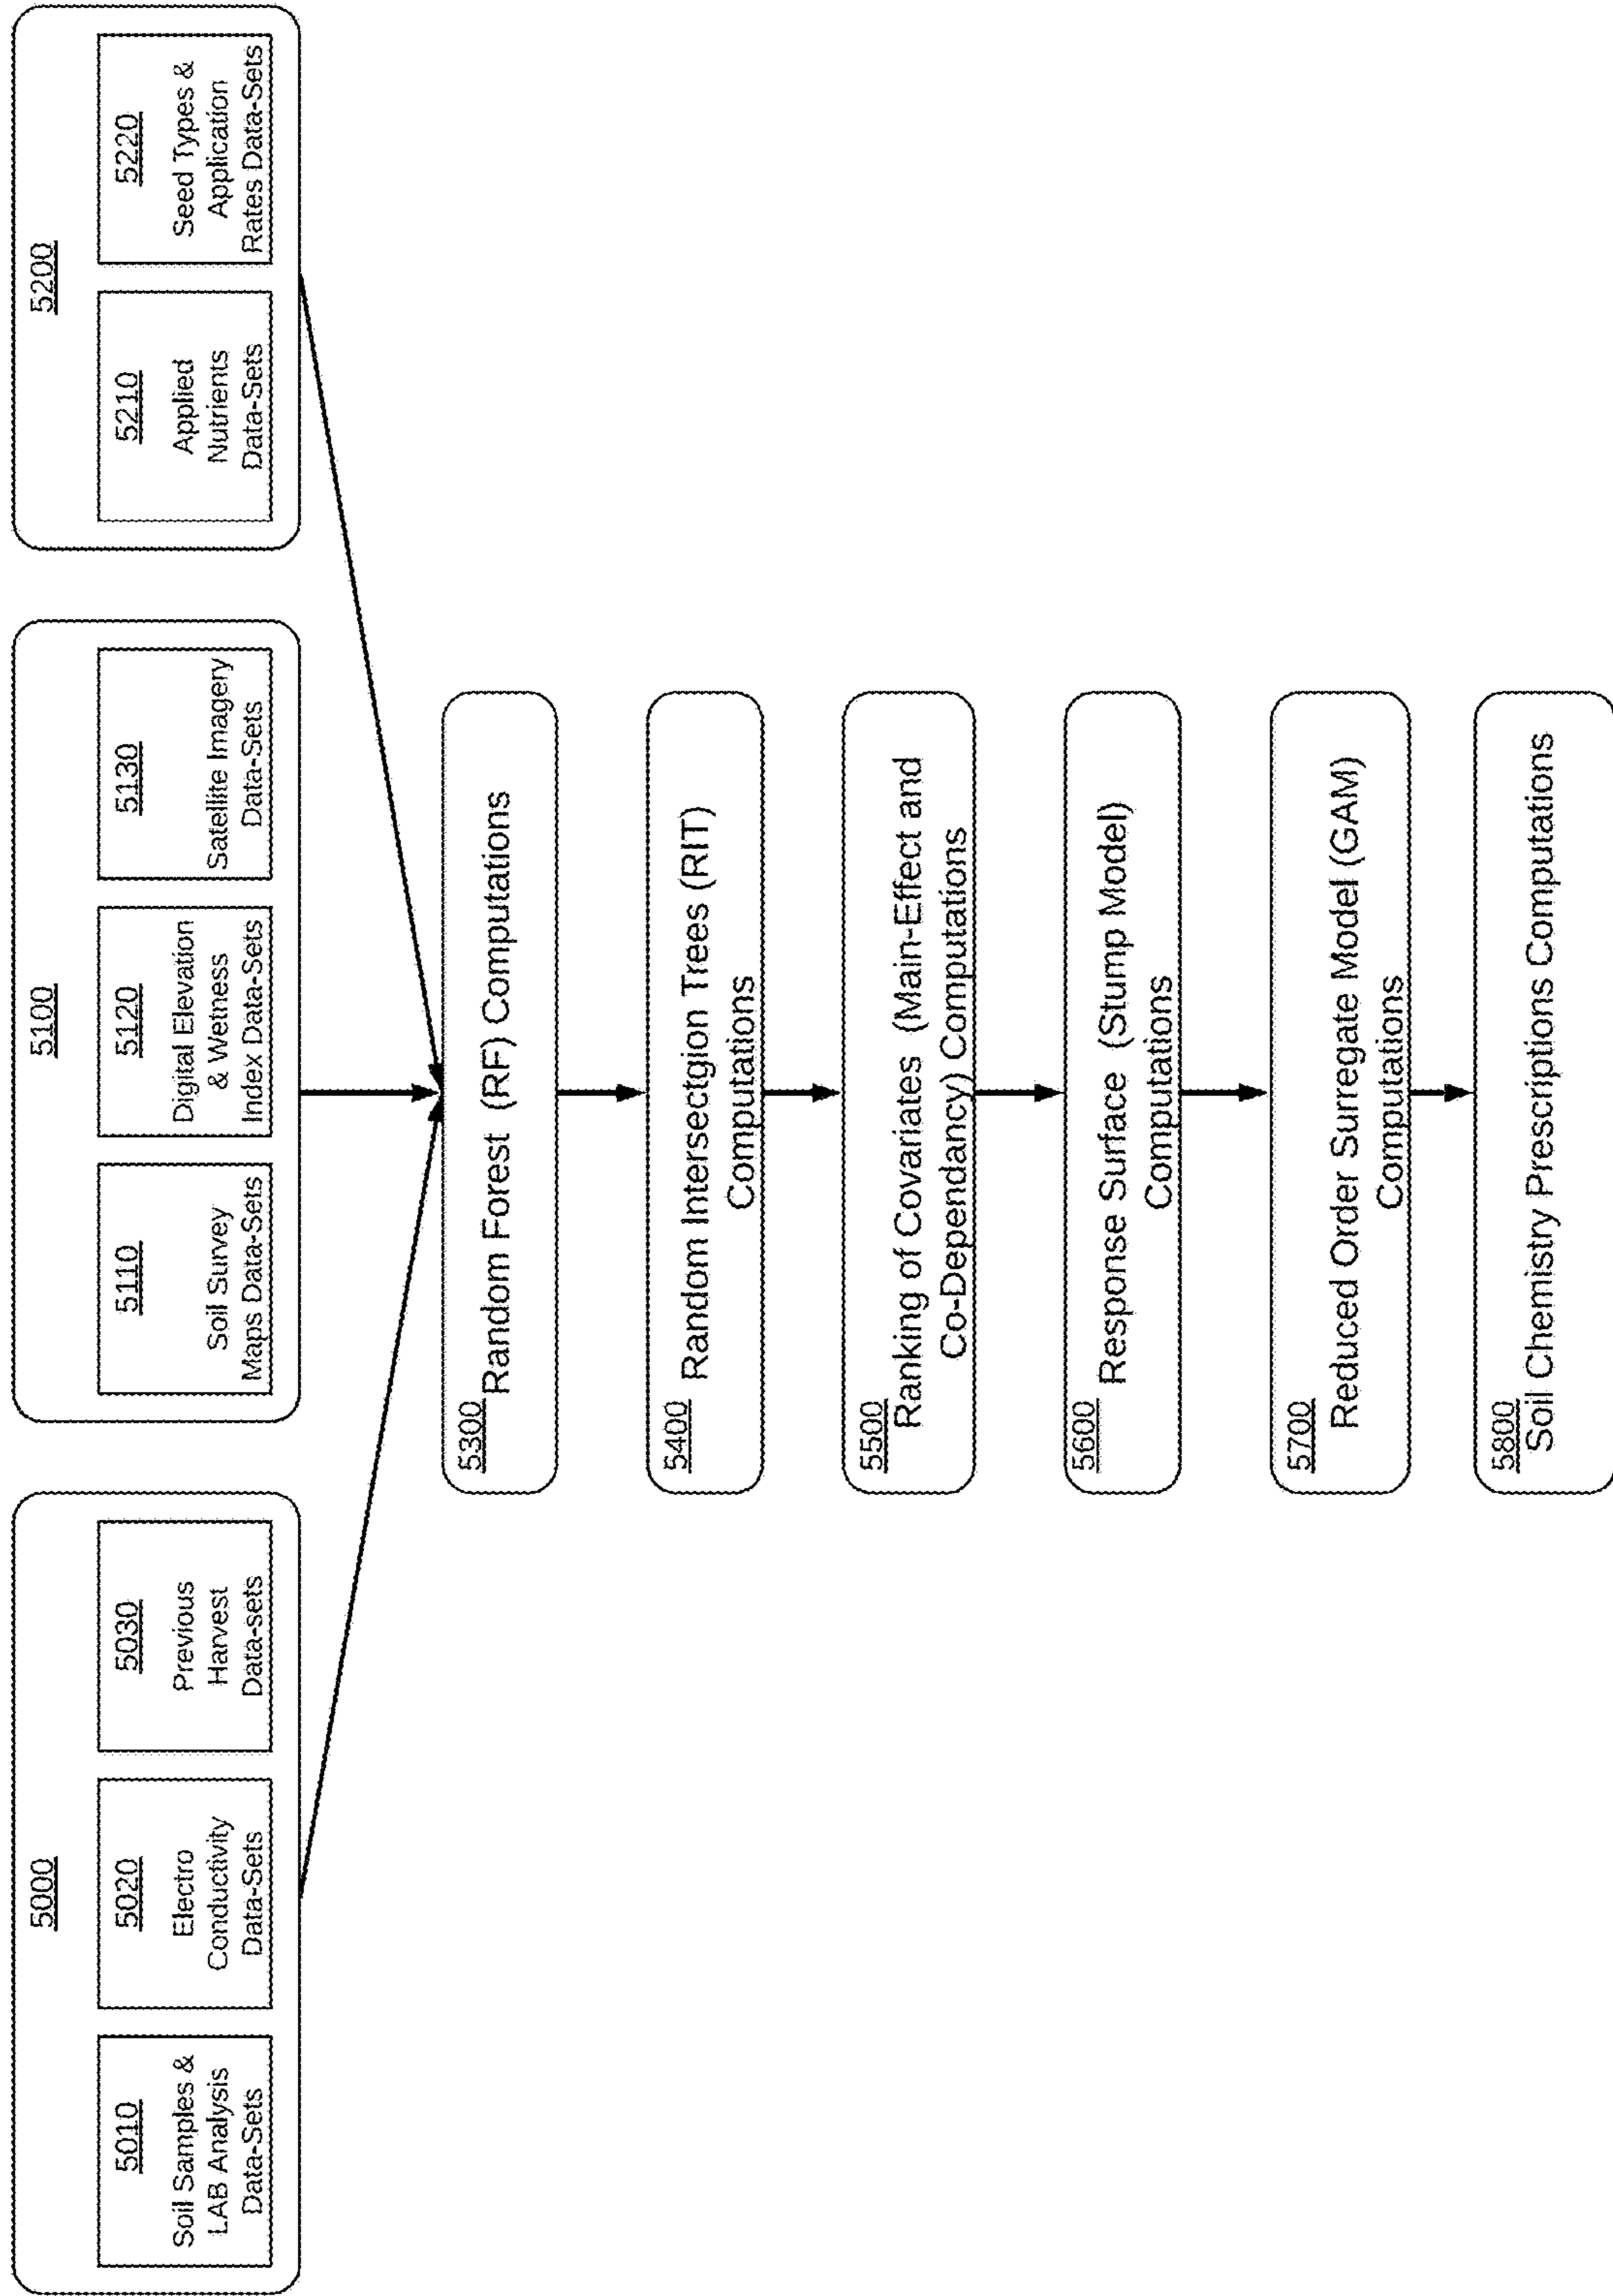 5000
5010
Soil Samples &
LAB Analysis
Data-Sets
5020
Electro
Conductivity
Data-Sets
5030
Previous
Harvest
Data-sets
5100
5110
Soil Survey
Maps Data-Sets
5120
Digital Elevation
& Wetness
Index Data-Sets
5130
Satellite Imagery
Data-Sets
5200
5210
Applied
Nutrients
Data-Sets
5220
Seed Types &
Application
Rates Data-Sets
5300
Random Forest (RF) Computations
5400
Random Intersectgion Trees (RIT)
Computations
5500
Ranking of Covariates (Main-Effect and
Co-Dependancy) Computations
5600
Response Surface (Stump Model)
Computations
5700
Reduced Order Surregate Model (GAM)
Computations
5800
Soil Chemistry Prescriptions Computations